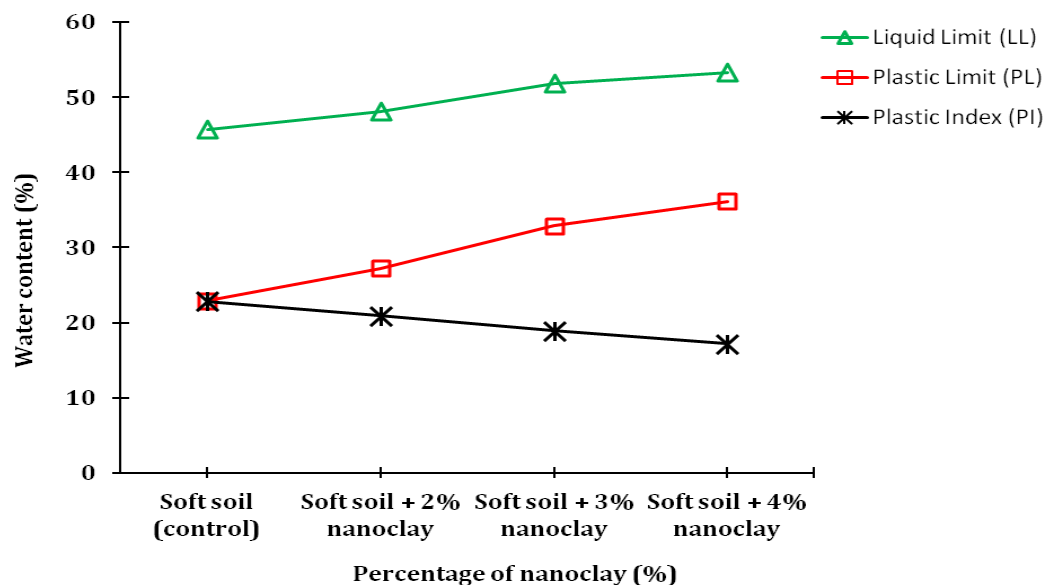 60
50
40
30
20
10
0
Water content (%)
Liquid Limit (LL)
Plastic Limit (PL)
Plastic Index (PI)
Soft soil
(control)
Soft soil + 2%
nanoclay
Soft soil + 3%
nanoclay
Soft soil + 4%
nanoclay
Percentage of nanoclay (%)